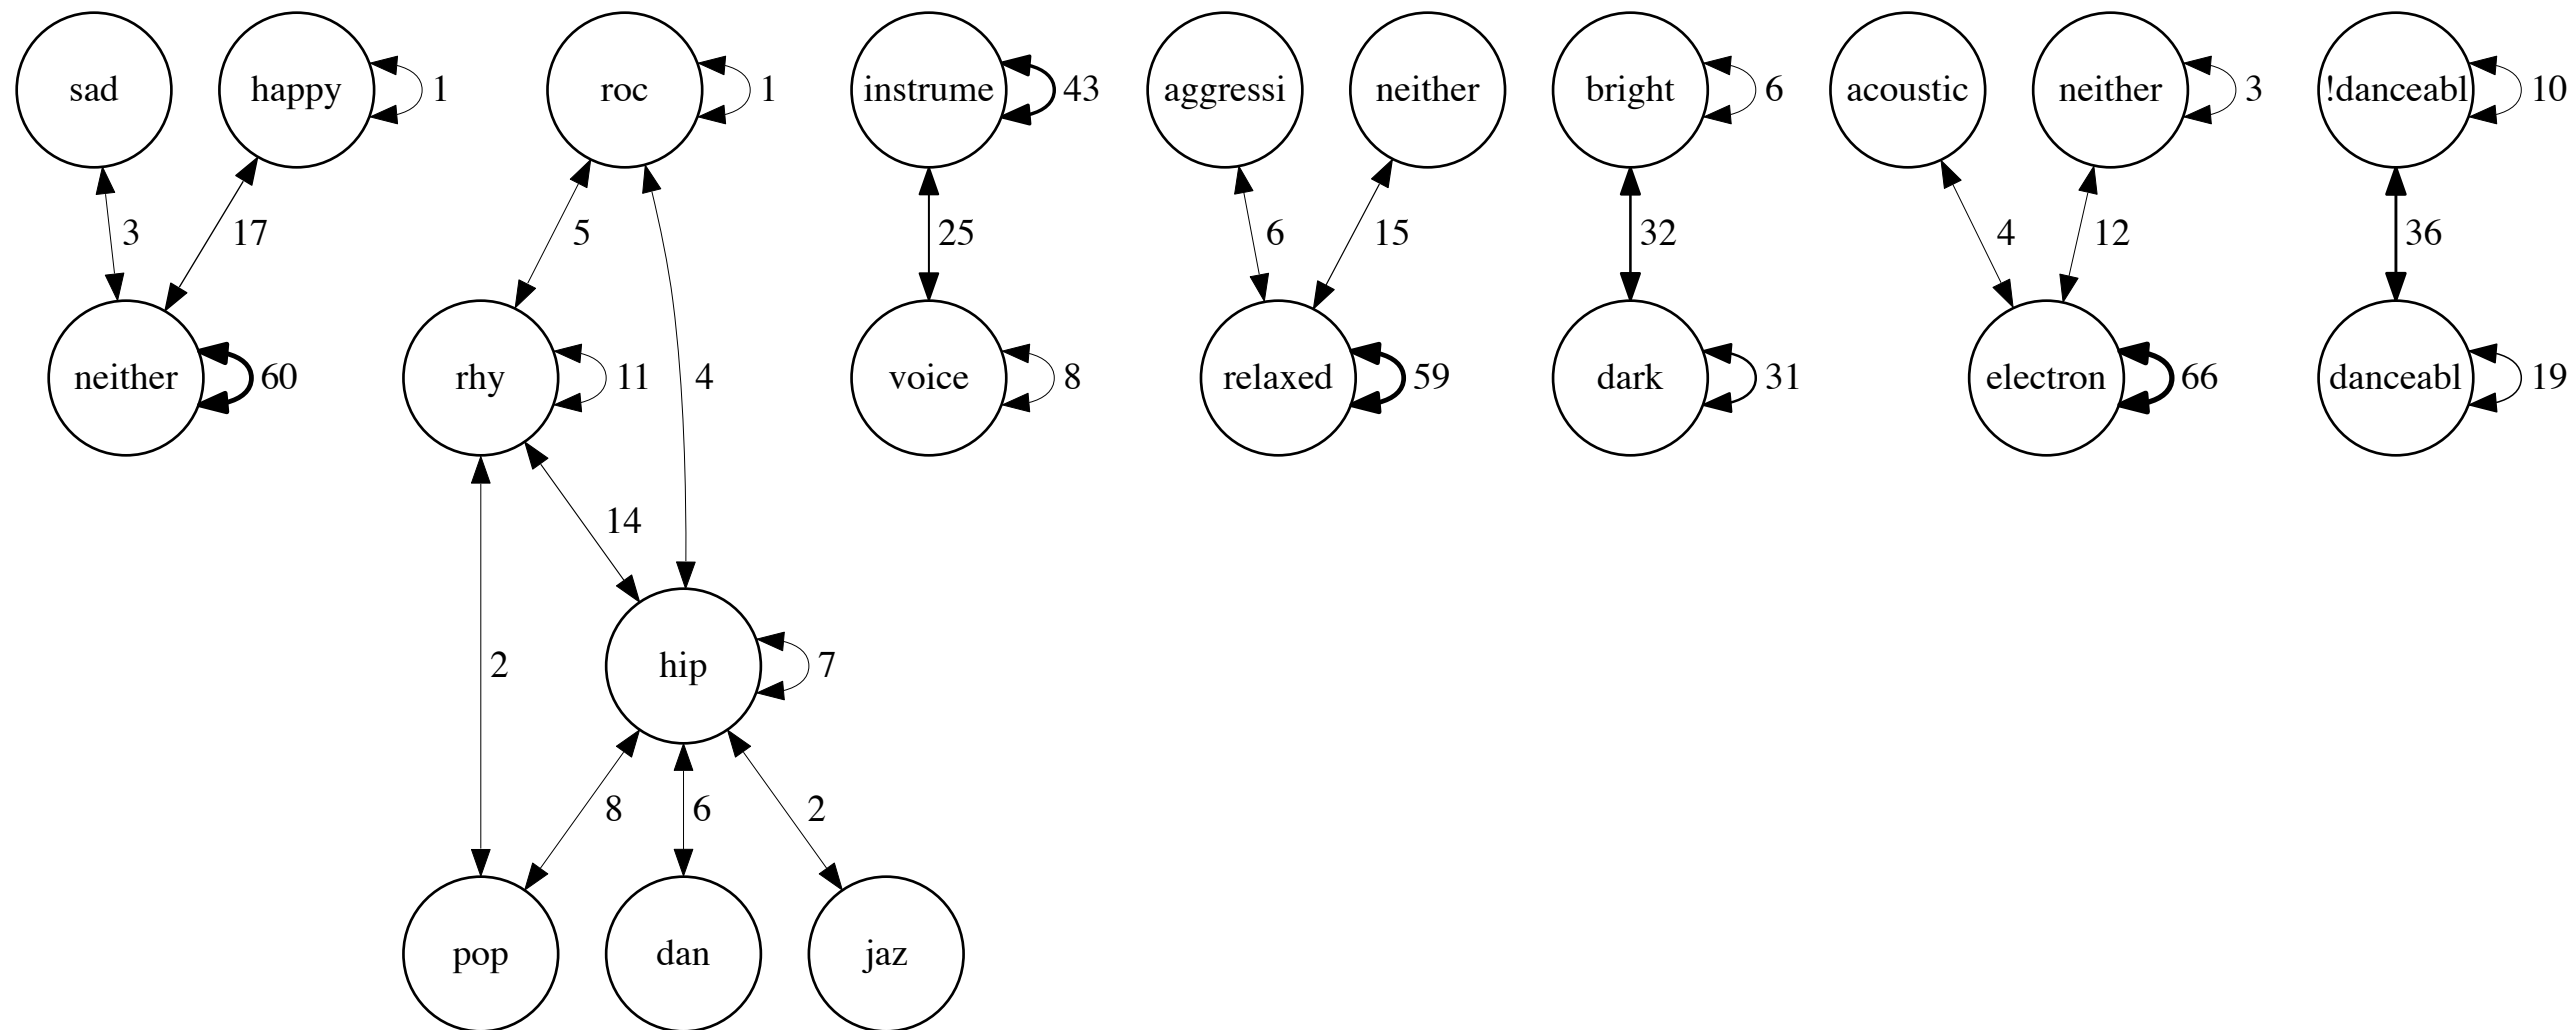 sad
happy
1
roc
1
instrume
43
aggressi
neither
bright
6
acoustic
neither
3
!danceabl
10
3
17
5
25
6
15
32
4
12
36
neither
60
rhy
11
4
voice
8
relaxed
59
dark
31
electron
66
danceabl
19
14
2
hip
7
8
6
2
pop
dan
jaz